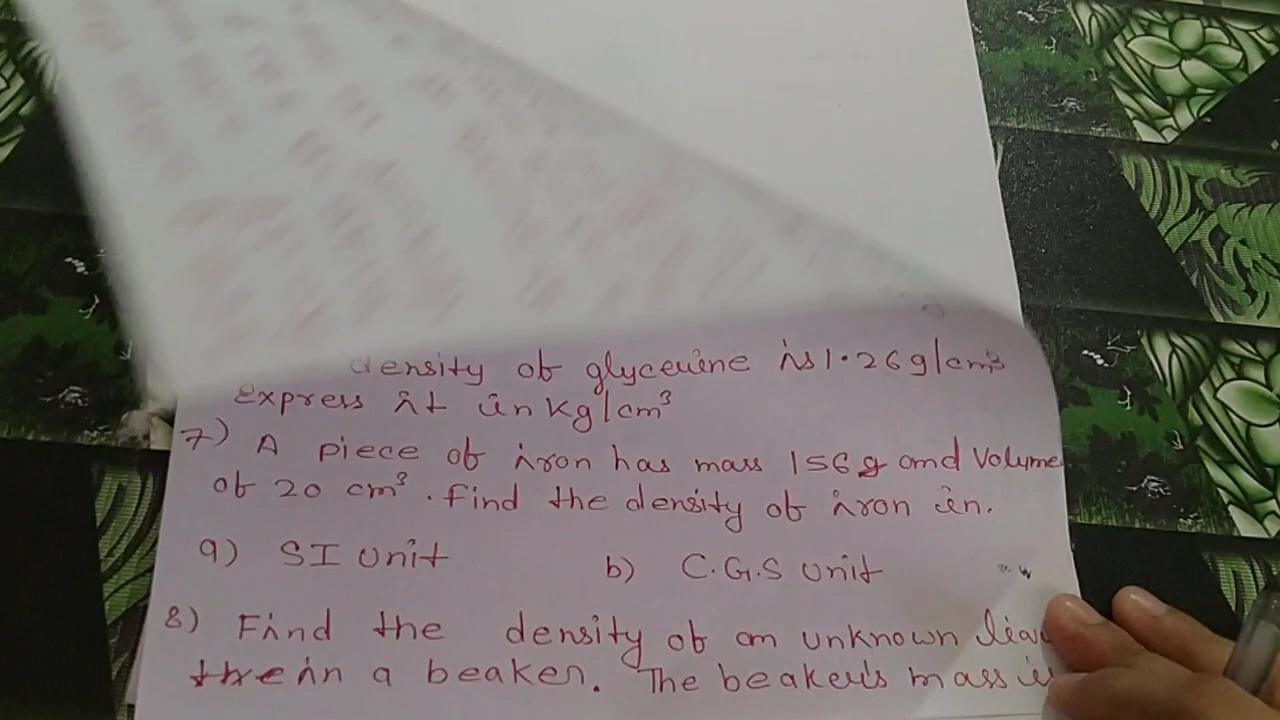 density of glycerine is 1.26g/cm³
express it in kg/cm³
7) A piece of iron has mass 156g and Volume
of 20 cm³. Find the density of iron in.
a) SI Unit b) C.G.S unit
8) Find the density of an unknown
in a beaker. The beaker's mass is